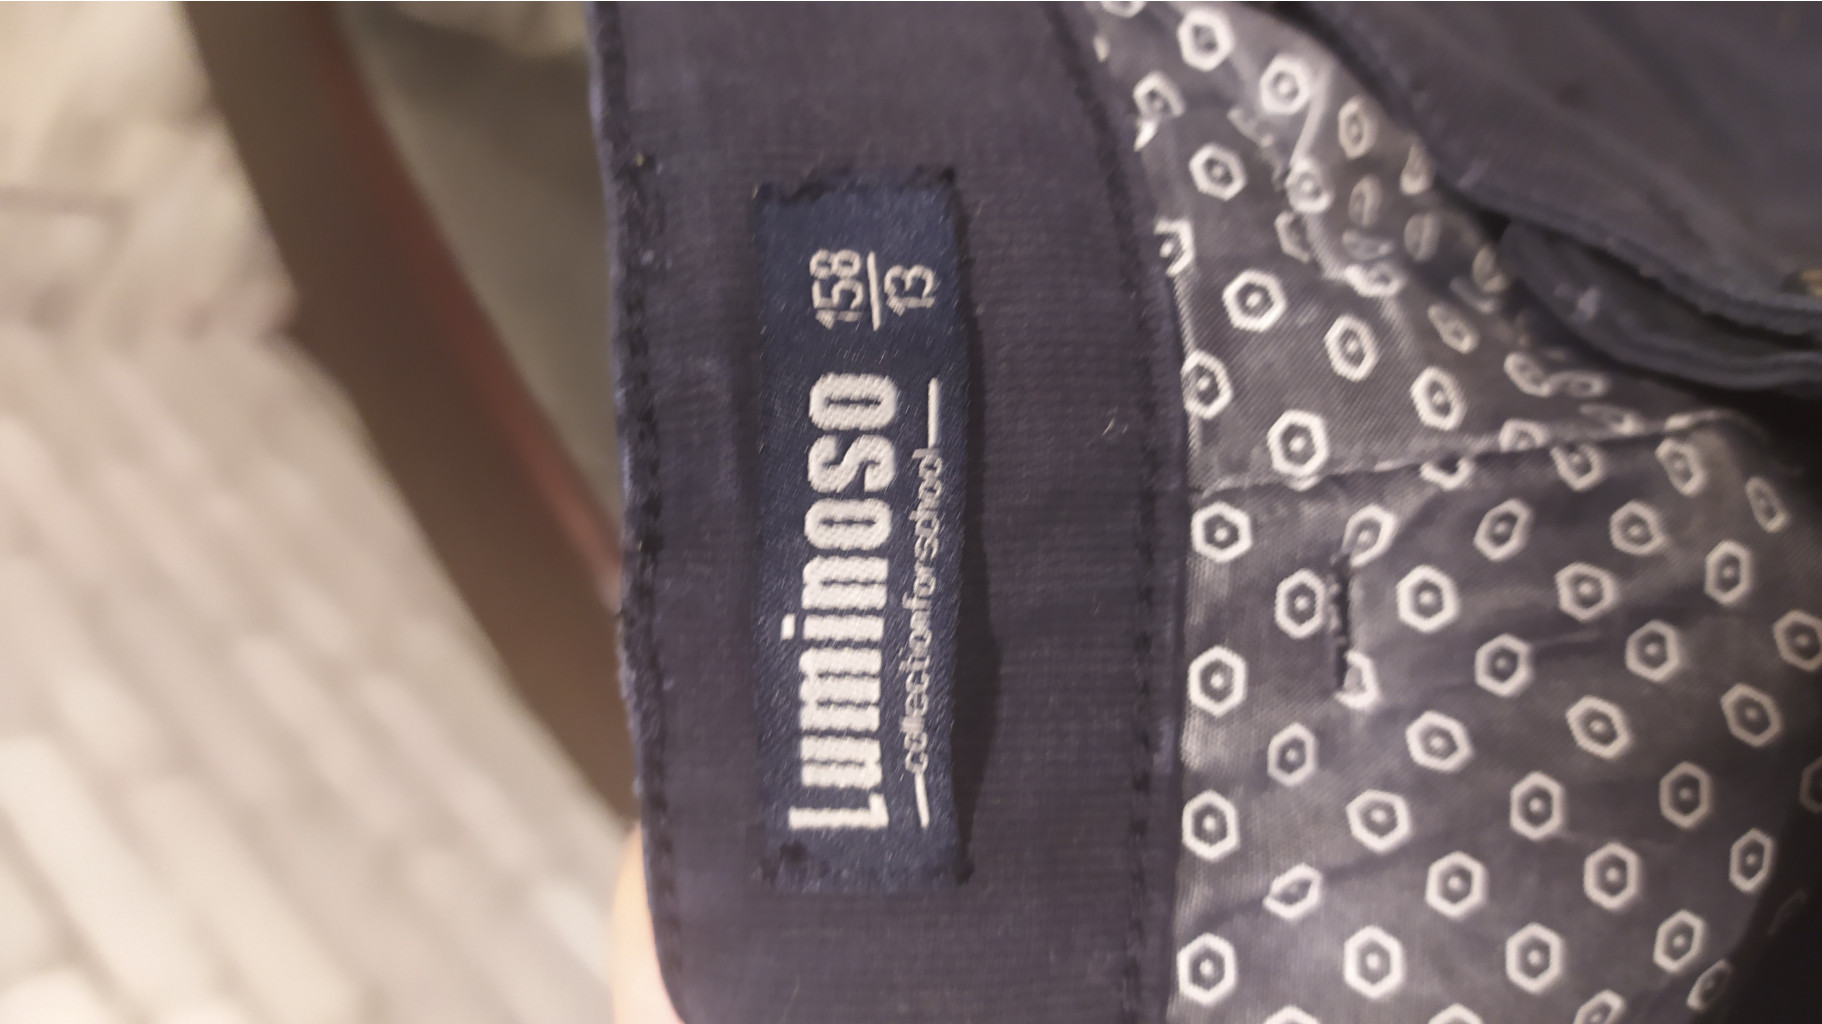 Luminoso
collection for school
158
13